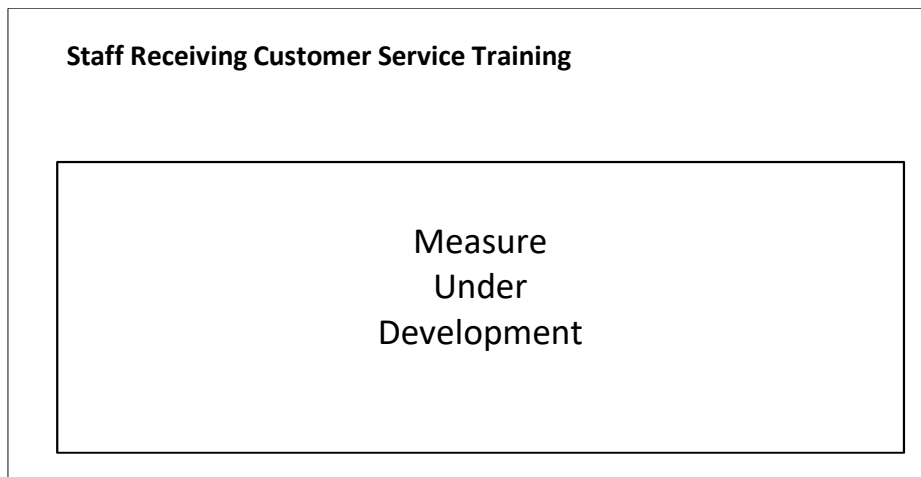 Staff Receiving Customer Service Training
Measure
Under
Development